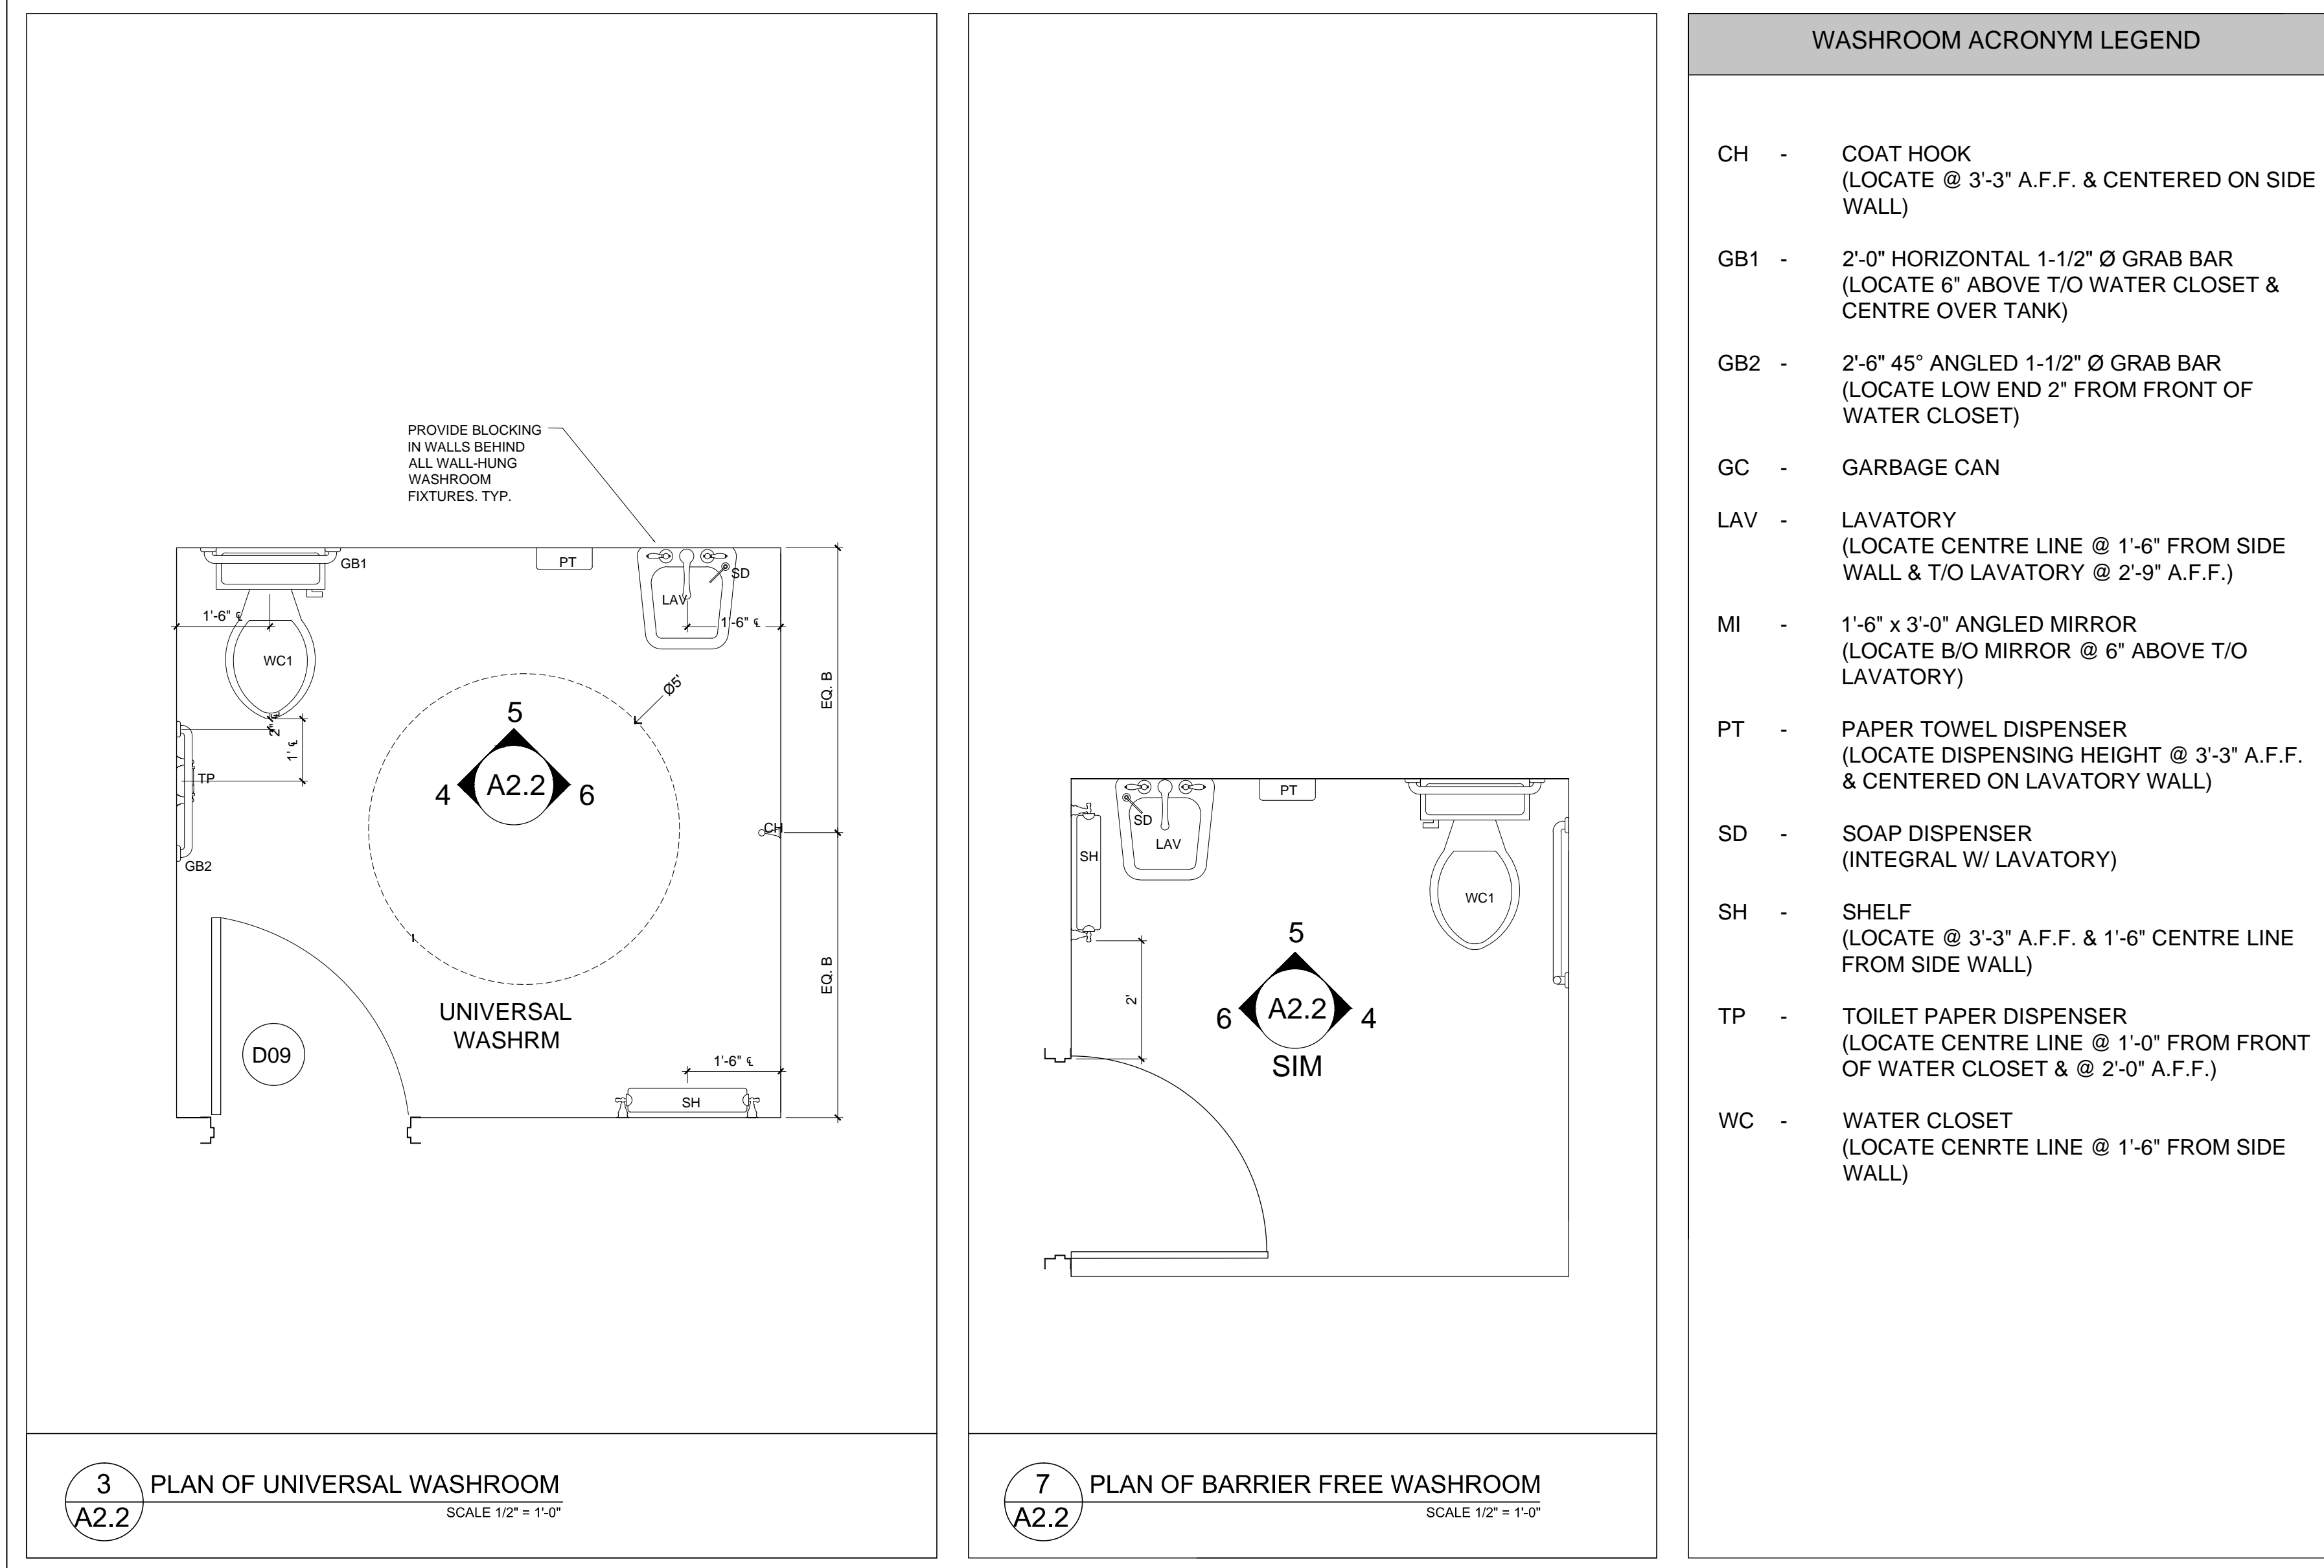 PROVIDE BLOCKING
IN WALLS BEHIND
ALL WALL-HUNG
WASHROOM
FIXTURES. TYP.
GB1
PT
SD
LAV
1'-6" ℄
1'-6" ℄
WC1
EQ. B
Ø5'
2" ℄
1' ℄
TP
5
4
A2.2
6
CH
GB2
EQ. B
UNIVERSAL
WASHRM
D09
1'-6" ℄
SH
3
A2.2
PLAN OF UNIVERSAL WASHROOM
SCALE 1/2" = 1'-0"
PT
SD
LAV
SH
WC1
5
6
A2.2
4
2'
SIM
7
A2.2
PLAN OF BARRIER FREE WASHROOM
SCALE 1/2" = 1'-0"
WASHROOM ACRONYM LEGEND
CH - COAT HOOK
(LOCATE @ 3'-3" A.F.F. & CENTERED ON SIDE
WALL)
GB1 - 2'-0" HORIZONTAL 1-1/2" Ø GRAB BAR
(LOCATE 6" ABOVE T/O WATER CLOSET &
CENTRE OVER TANK)
GB2 - 2'-6" 45° ANGLED 1-1/2" Ø GRAB BAR
(LOCATE LOW END 2" FROM FRONT OF
WATER CLOSET)
GC - GARBAGE CAN
LAV - LAVATORY
(LOCATE CENTRE LINE @ 1'-6" FROM SIDE
WALL & T/O LAVATORY @ 2'-9" A.F.F.)
MI - 1'-6" x 3'-0" ANGLED MIRROR
(LOCATE B/O MIRROR @ 6" ABOVE T/O
LAVATORY)
PT - PAPER TOWEL DISPENSER
(LOCATE DISPENSING HEIGHT @ 3'-3" A.F.F.
& CENTERED ON LAVATORY WALL)
SD - SOAP DISPENSER
(INTEGRAL W/ LAVATORY)
SH - SHELF
(LOCATE @ 3'-3" A.F.F. & 1'-6" CENTRE LINE
FROM SIDE WALL)
TP - TOILET PAPER DISPENSER
(LOCATE CENTRE LINE @ 1'-0" FROM FRONT
OF WATER CLOSET & @ 2'-0" A.F.F.)
WC - WATER CLOSET
(LOCATE CENRTE LINE @ 1'-6" FROM SIDE
WALL)